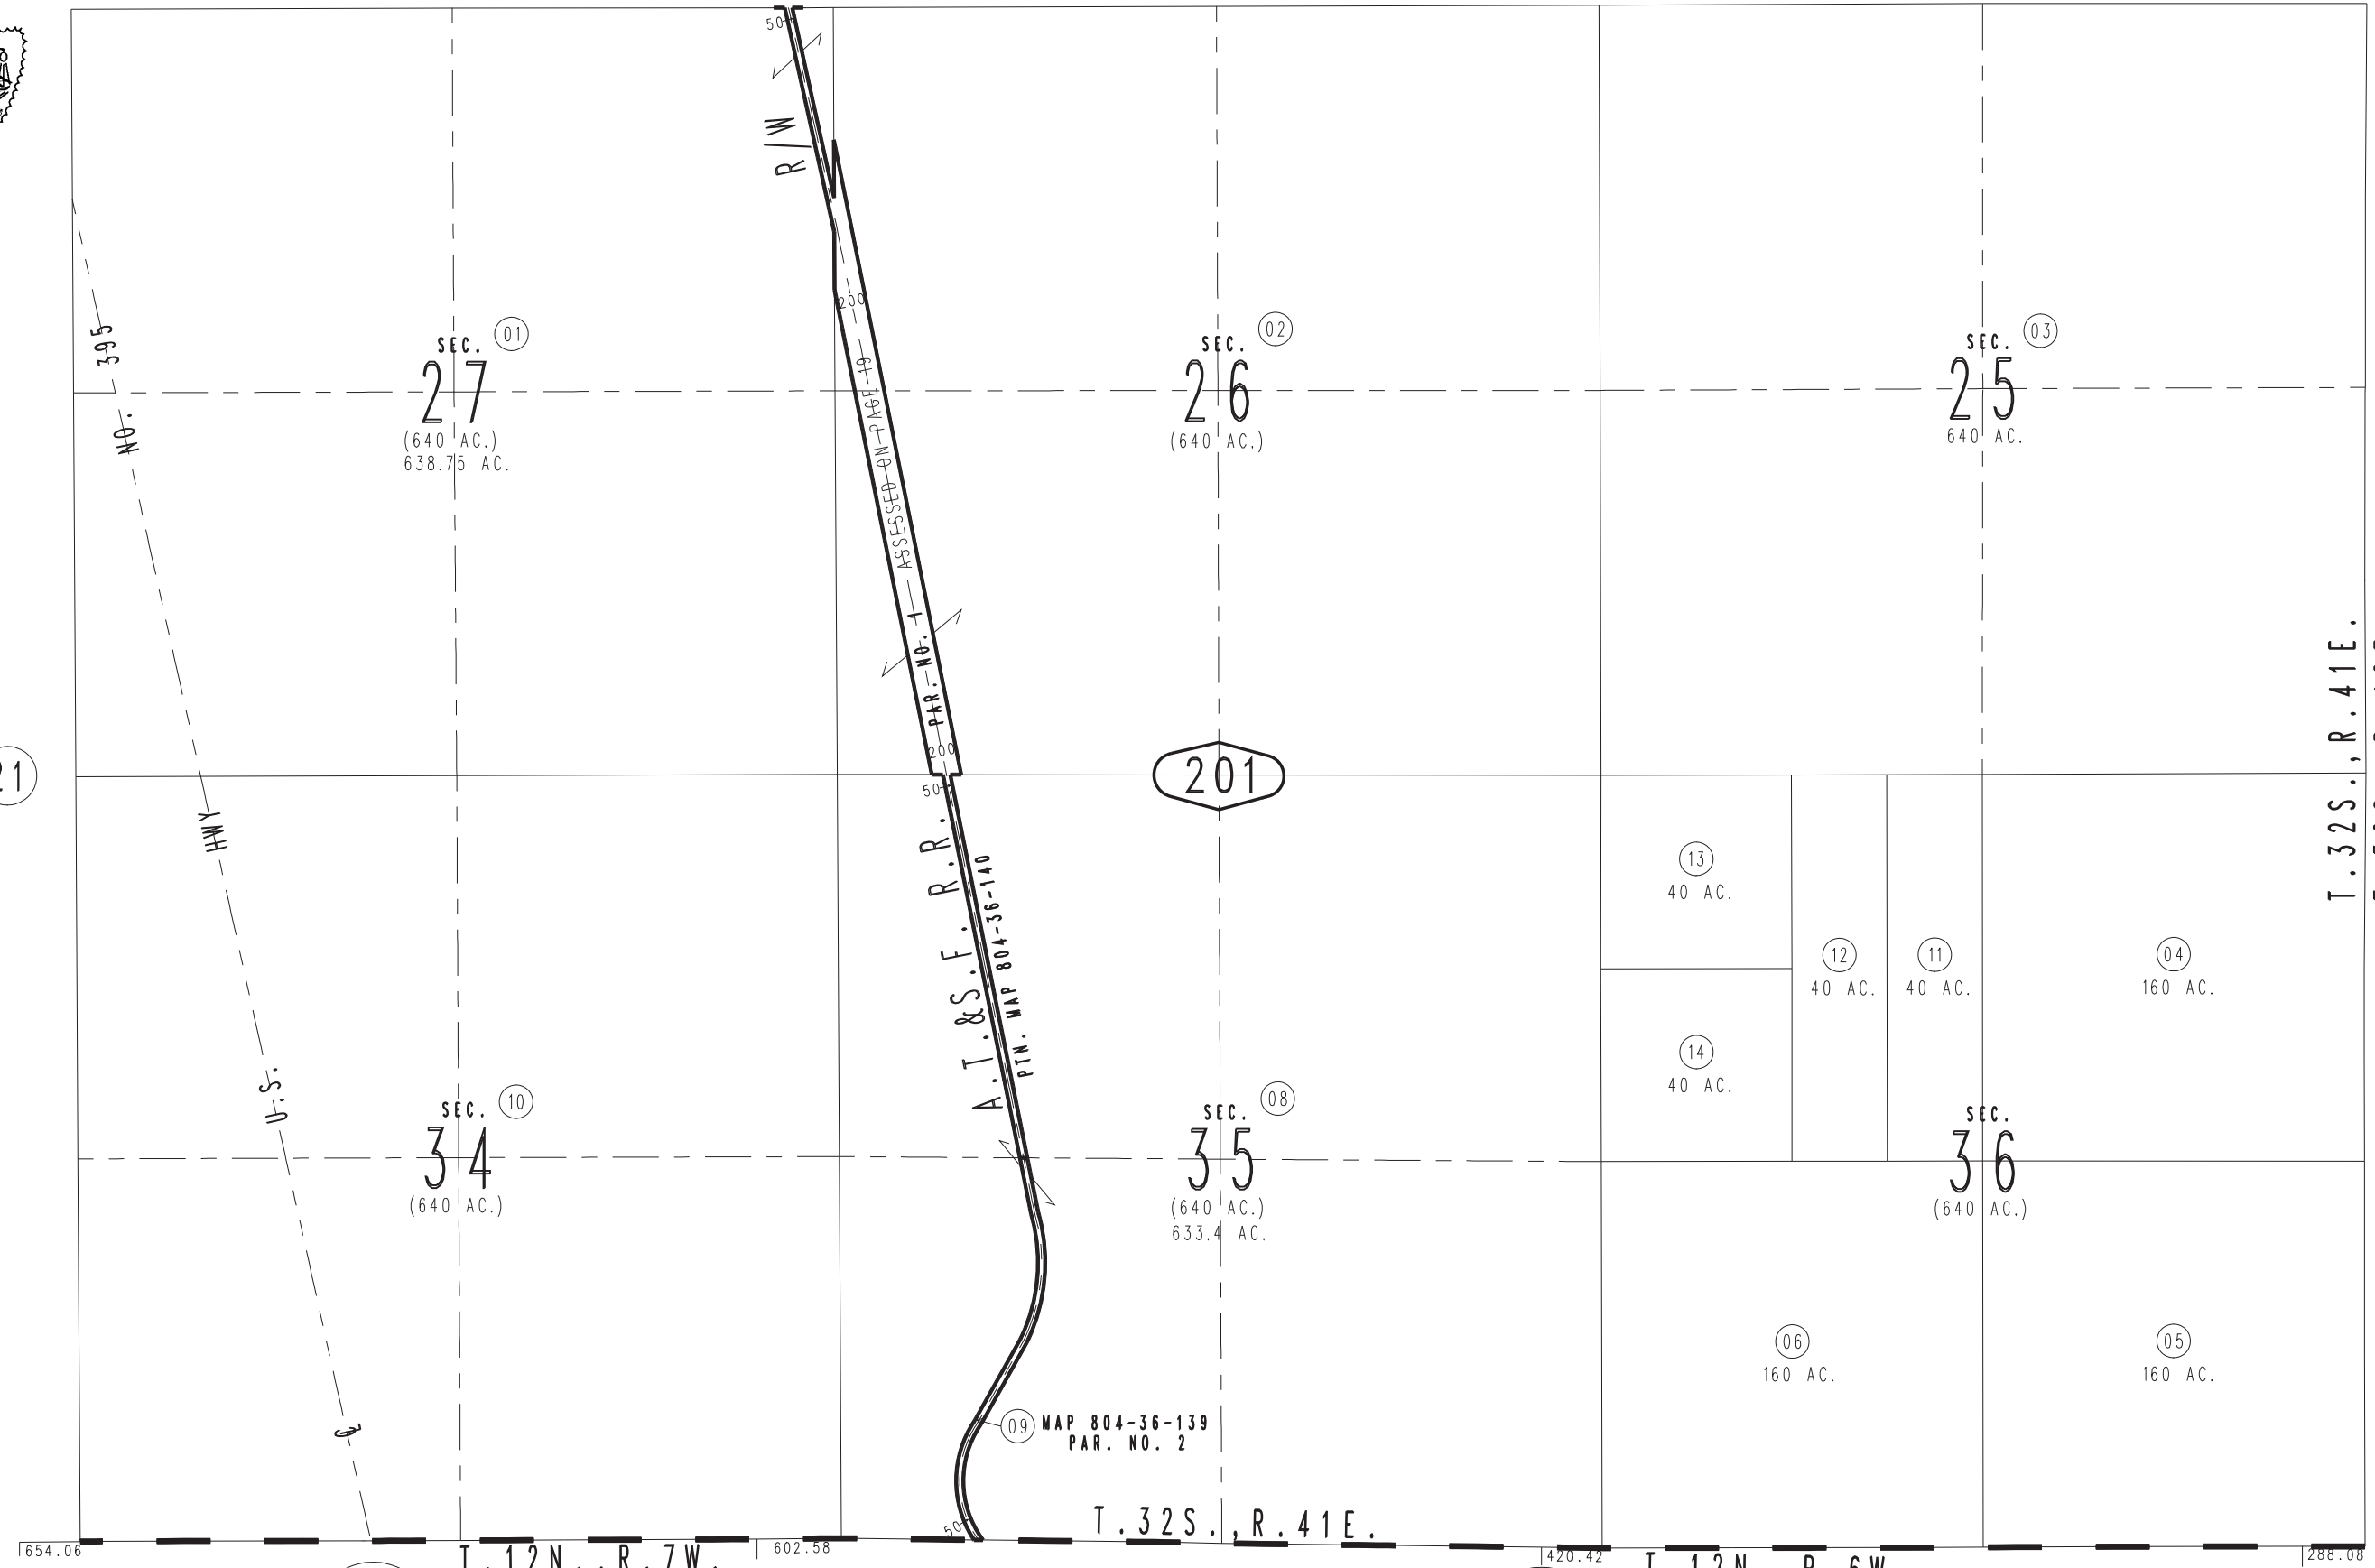 50
R/W
200
SEC. 01
27
(640 AC.)
638.75 AC.
SEC. 02
26
(640 AC.)
SEC. 03
25
640 AC.
U.S. HWY NO. 395
ASSESSED ON PAGE 19
PAR. NO. 1
200
T.32S.,R.41E.
21
201
50
A.T.&S.F. R.R.
PTN. MAP 804-36-140
13
40 AC.
12
40 AC.
11
40 AC.
04
160 AC.
14
40 AC.
SEC. 10
34
(640 AC.)
SEC. 08
35
(640 AC.)
633.4 AC.
SEC.
36
(640 AC.)
06
160 AC.
05
160 AC.
09 MAP 804-36-139
PAR. NO. 2
50
T.32S.,R.41E.
654.06
T.12N.,R.7W.
602.58
420.42
T.12N.,R.6W.
288.08